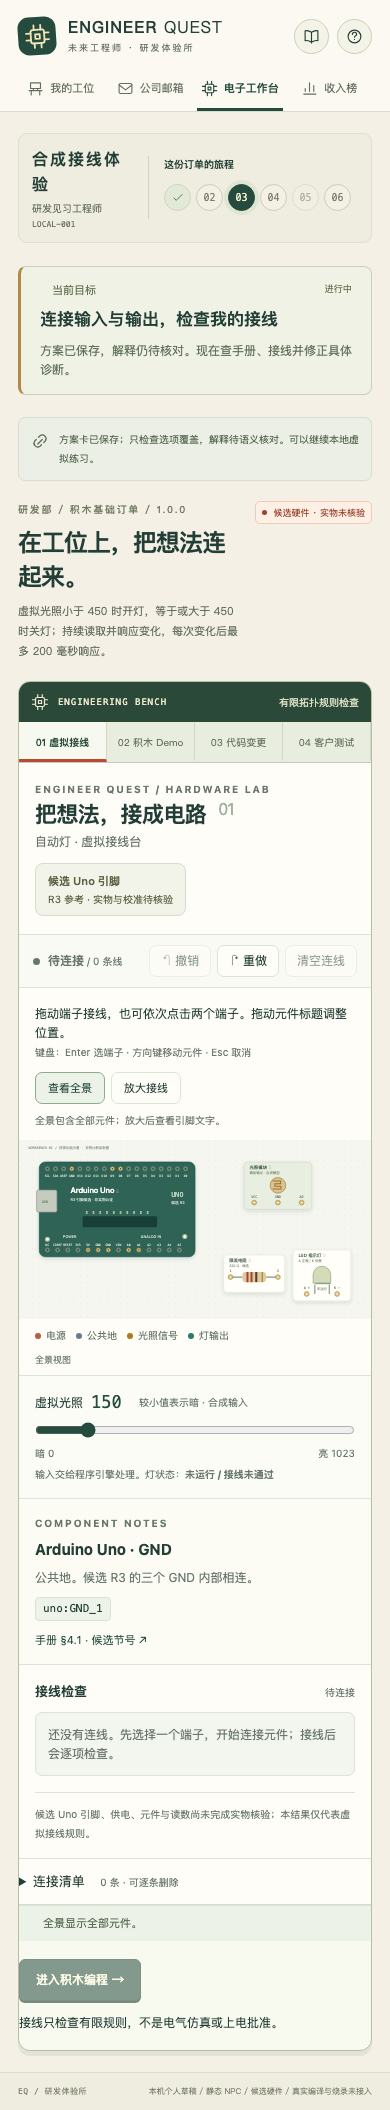 ENGINEER QUEST
未来工程师 · 研发体验所
我的工位
公司邮箱
电子工作台
收入榜
合成接线体
验
研发见习工程师
LOCAL-001
这份订单的旅程
02 03 04 05 06
当前目标
进行中
连接输入与输出，检查我的接线
方案已保存，解释仍待核对。现在查手册、接线并修正具体
诊断。
方案卡已保存；只检查选项覆盖，解释待语义核对。可以继续本地虚
拟练习。
研发部 / 积木基础订单 / 1.0.0
候选硬件 · 实物未核验
在工位上，把想法连
起来。
虚拟光照小于 450 时开灯，等于或大于 450
时关灯；持续读取并响应变化，每次变化后最
多 200 毫秒响应。
ENGINEERING BENCH
有限拓扑规则检查
01 虚拟接线
02 积木 Demo
03 代码变更
04 客户测试
ENGINEER QUEST / HARDWARE LAB
把想法，接成电路 01
自动灯 · 虚拟接线台
候选 Uno 引脚
R3 参考 · 实物与校准待核验
待连接 / 0 条线
撤销
重做
清空连线
拖动端子接线，也可依次点击两个端子。拖动元件标题调整
位置。
键盘：Enter 选端子 · 方向键移动元件 · Esc 取消
查看全景
放大接线
全景包含全部元件；放大后查看引脚文字。
Arduino Uno
UNO
POWER
ANALOG IN
光照模块
VCC GND AO
LED 指示灯
电源
公共地
光照信号
灯输出
全景视图
虚拟光照 150 较小值表示暗 · 合成输入
暗 0
亮 1023
输入交给程序引擎处理。灯状态：未运行 / 接线未通过
COMPONENT NOTES
Arduino Uno · GND
公共地。候选 R3 的三个 GND 内部相连。
uno:GND_1
手册 §4.1 · 候选节号 ↗
接线检查
待连接
还没有连线。先选择一个端子，开始连接元件；接线后
会逐项检查。
候选 Uno 引脚、供电、元件与读数尚未完成实物核验；本结果仅代表虚
拟接线规则。
连接清单 0 条 · 可逐条删除
全景显示全部元件。
进入积木编程 →
接线只检查有限规则，不是电气仿真或上电批准。
EQ / 研发体验所
本机个人草稿 / 静态 NPC / 候选硬件 / 真实编译与烧录未接入